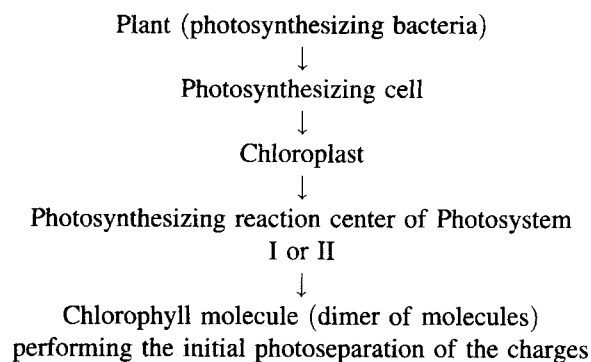 Plant (photosynthesizing bacteria)
↓
Photosynthesizing cell
↓
Chloroplast
↓
Photosynthesizing reaction center of Photosystem
I or II
↓
Chlorophyll molecule (dimer of molecules)
performing the initial photoseparation of the charges